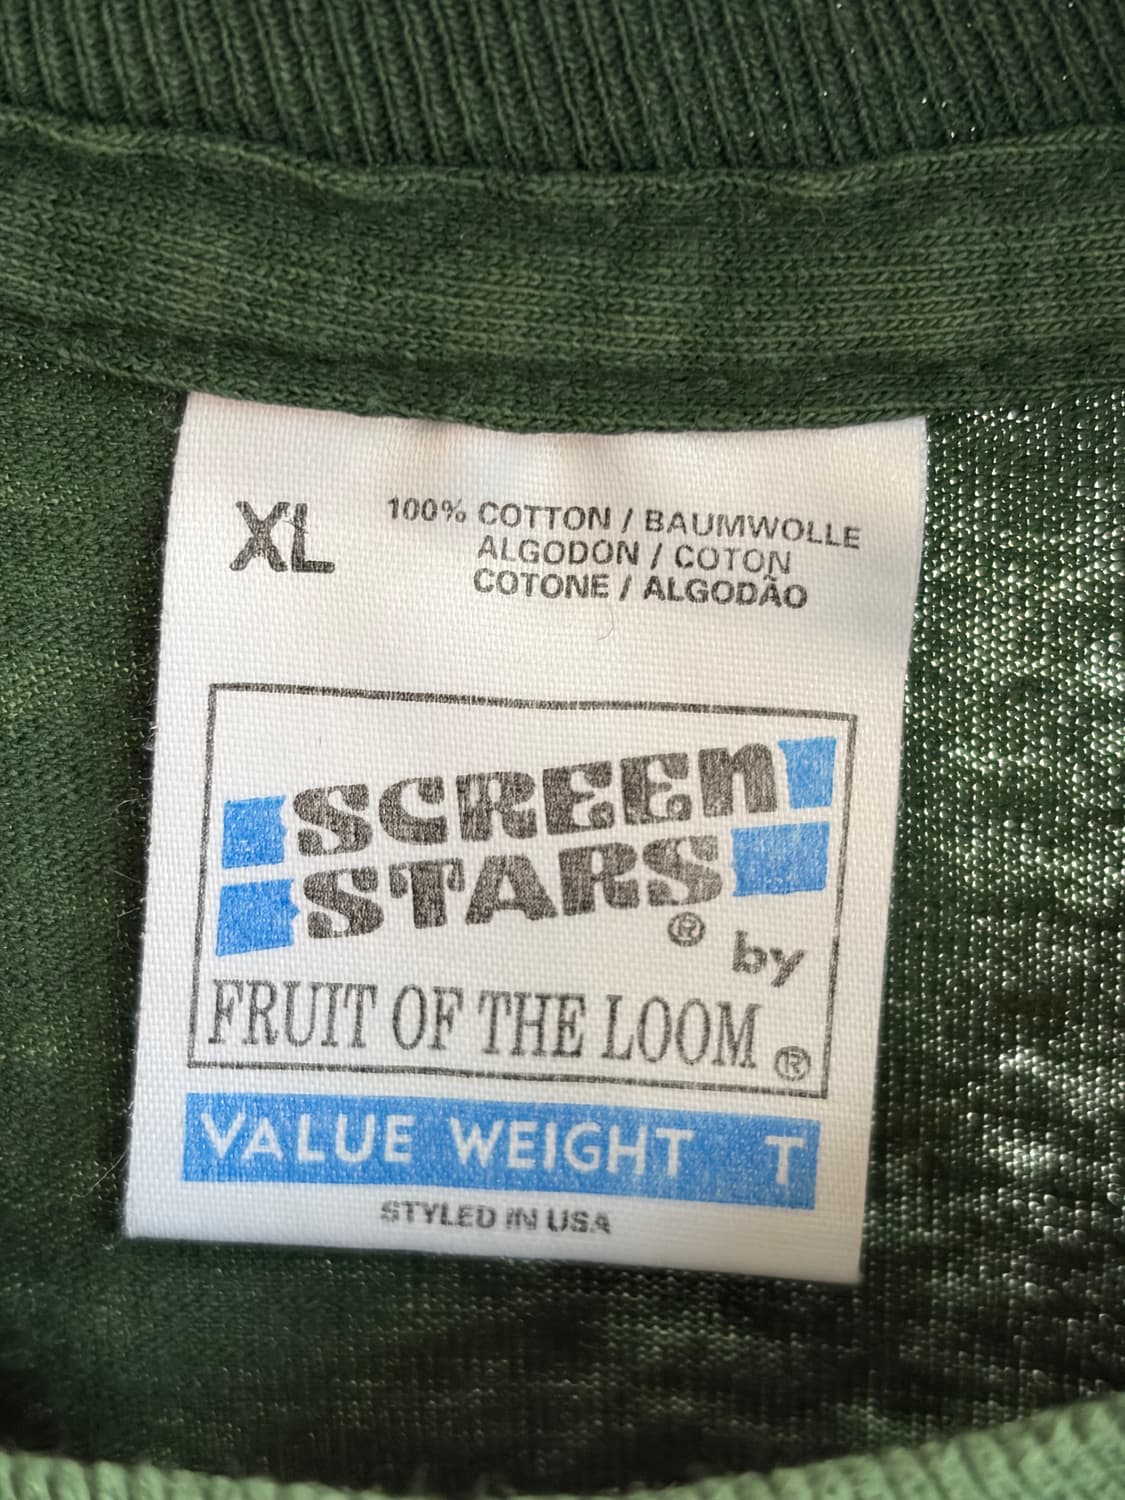 XL
100% COTTON / BAUMWOLLE
ALGODON / COTON
COTONE / ALGODÃO
SCREEN
STARS®
by
FRUIT OF THE LOOM®
VALUE WEIGHT T
STYLED IN USA